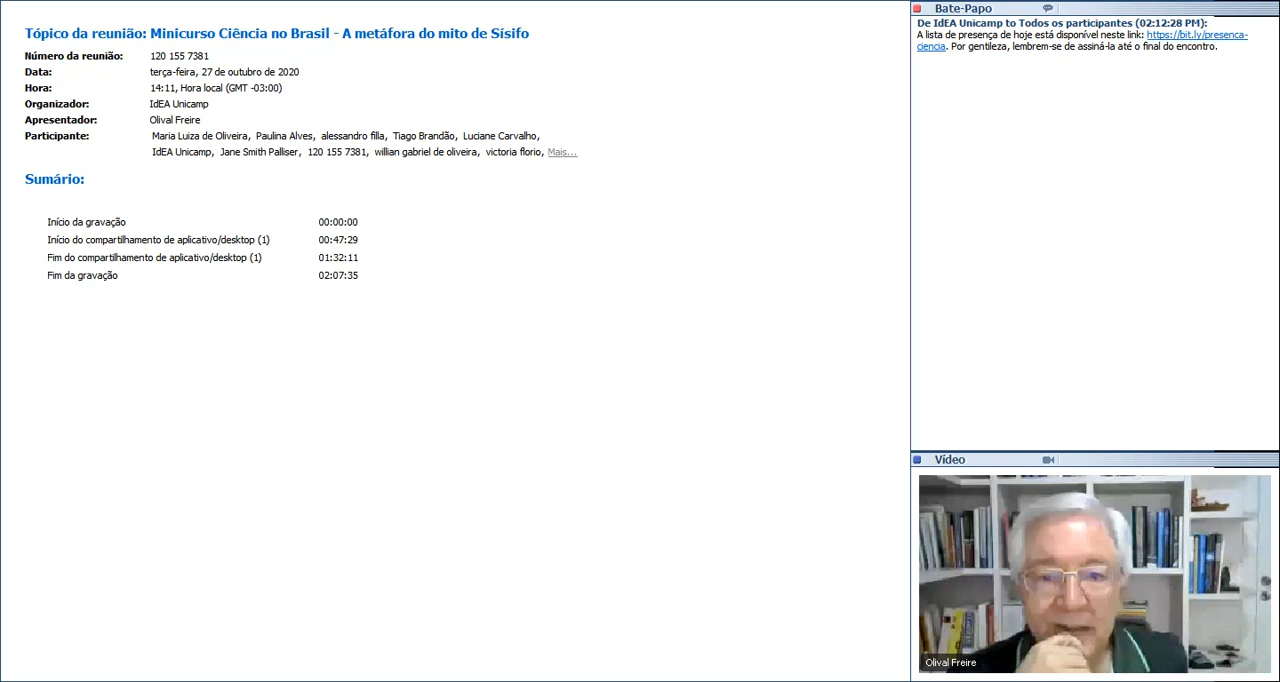 Tópico da reunião: Minicurso Ciência no Brasil - A metáfora do mito de Sísifo
Número da reunião: 120 155 7381
Data: terça-feira, 27 de outubro de 2020
Hora: 14:11, Hora local (GMT -03:00)
Organizador: IdEA Unicamp
Apresentador: Olival Freire
Participante: Maria Luiza de Oliveira, Paulina Alves, alessandro filla, Tiago Brandão, Luciane Carvalho,
IdEA Unicamp, Jane Smith Palliser, 120 155 7381, willian gabriel de oliveira, victoria florio, Mais...
Sumário:
Início da gravação 00:00:00
Início do compartilhamento de aplicativo/desktop (1) 00:47:29
Fim do compartilhamento de aplicativo/desktop (1) 01:32:11
Fim da gravação 02:07:35
Bate-Papo
De IdEA Unicamp to Todos os participantes (02:12:28 PM):
A lista de presença de hoje está disponível neste link: https://bit.ly/presenca-
ciencia. Por gentileza, lembrem-se de assiná-la até o final do encontro.
Vídeo
Olival Freire